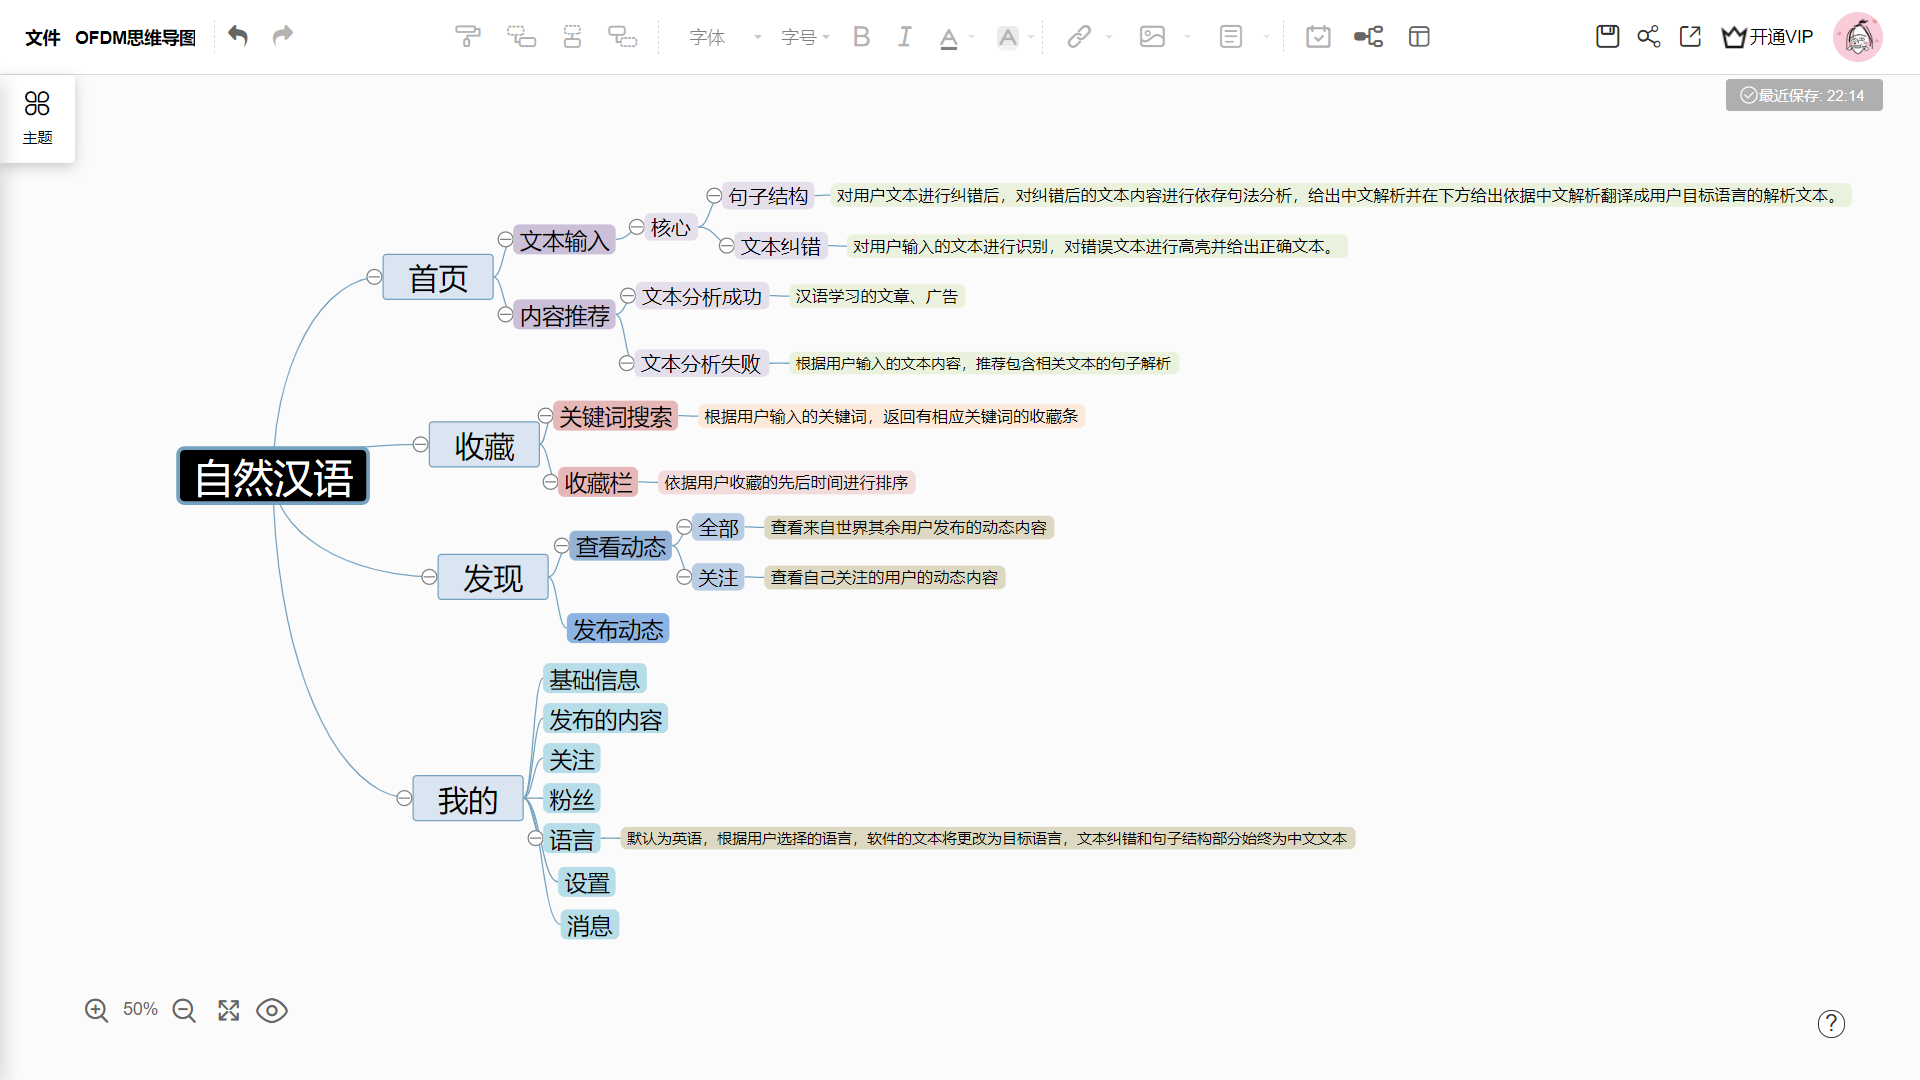 文件 OFDM思维导图 字体 字号 B I A A 开通VIP
最近保存: 22:14
主题
自然汉语
首页
文本输入
核心
句子结构
对用户文本进行纠错后，对纠错后的文本内容进行依存句法分析，给出中文解析并在下方给出依据中文解析翻译成用户目标语言的解析文本。
文本纠错
对用户输入的文本进行识别，对错误文本进行高亮并给出正确文本。
内容推荐
文本分析成功
汉语学习的文章、广告
文本分析失败
根据用户输入的文本内容，推荐包含相关文本的句子解析
收藏
关键词搜索
根据用户输入的关键词，返回有相应关键词的收藏条
收藏栏
依据用户收藏的先后时间进行排序
发现
查看动态
全部
查看来自世界其余用户发布的动态内容
关注
查看自己关注的用户的动态内容
发布动态
我的
基础信息
发布的内容
关注
粉丝
语言
默认为英语，根据用户选择的语言，软件的文本将更改为目标语言，文本纠错和句子结构部分始终为中文文本
设置
消息
50%
?